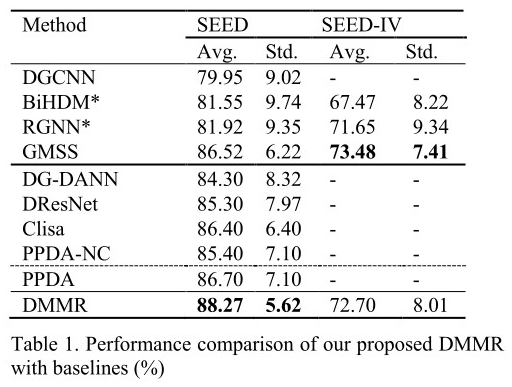 Method SEED SEED-IV
Avg. Std. Avg. Std.
DGCNN 79.95 9.02 - -
BiHDM* 81.55 9.74 67.47 8.22
RGNN* 81.92 9.35 71.65 9.34
GMSS 86.52 6.22 73.48 7.41
DG-DANN 84.30 8.32 - -
DResNet 85.30 7.97 - -
Clisa 86.40 6.40 - -
PPDA-NC 85.40 7.10 - -
PPDA 86.70 7.10 - -
DMMR 88.27 5.62 72.70 8.01
Table 1. Performance comparison of our proposed DMMR
with baselines (%)